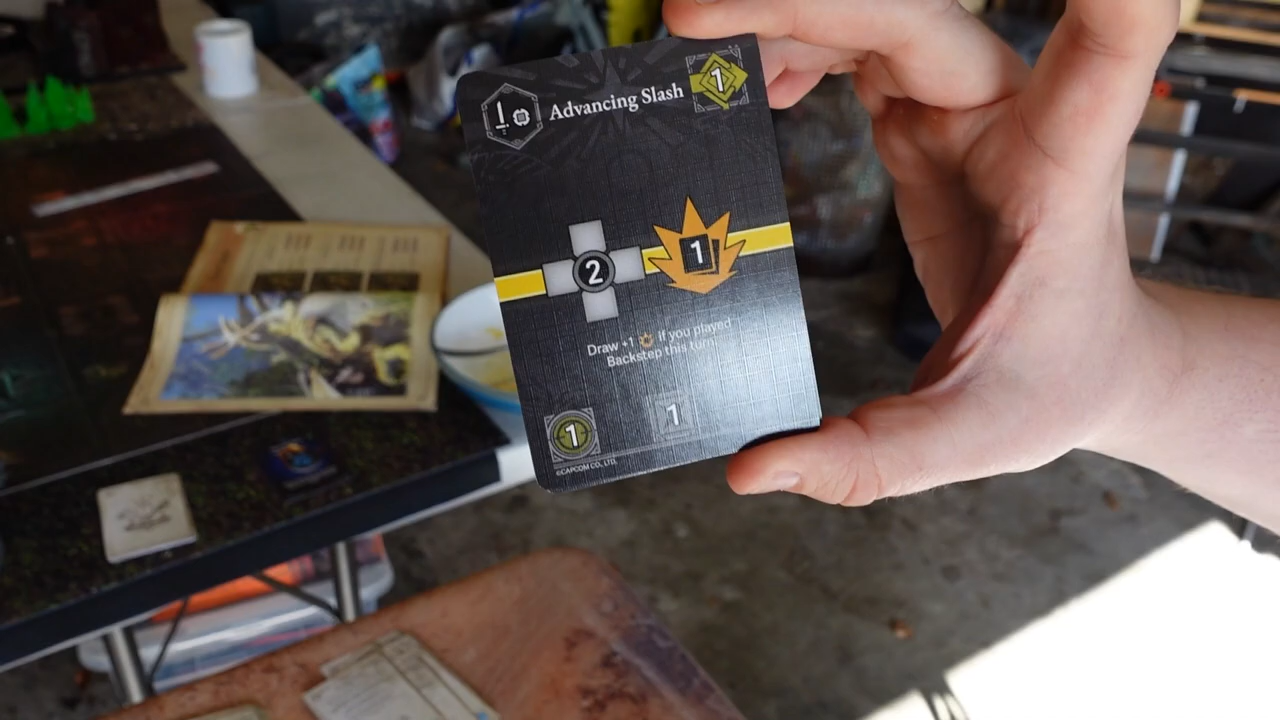 Advancing Slash
1
2
1
Draw +1 if you played
Backstep this turn.
1
1
©CAPCOM CO., LTD.